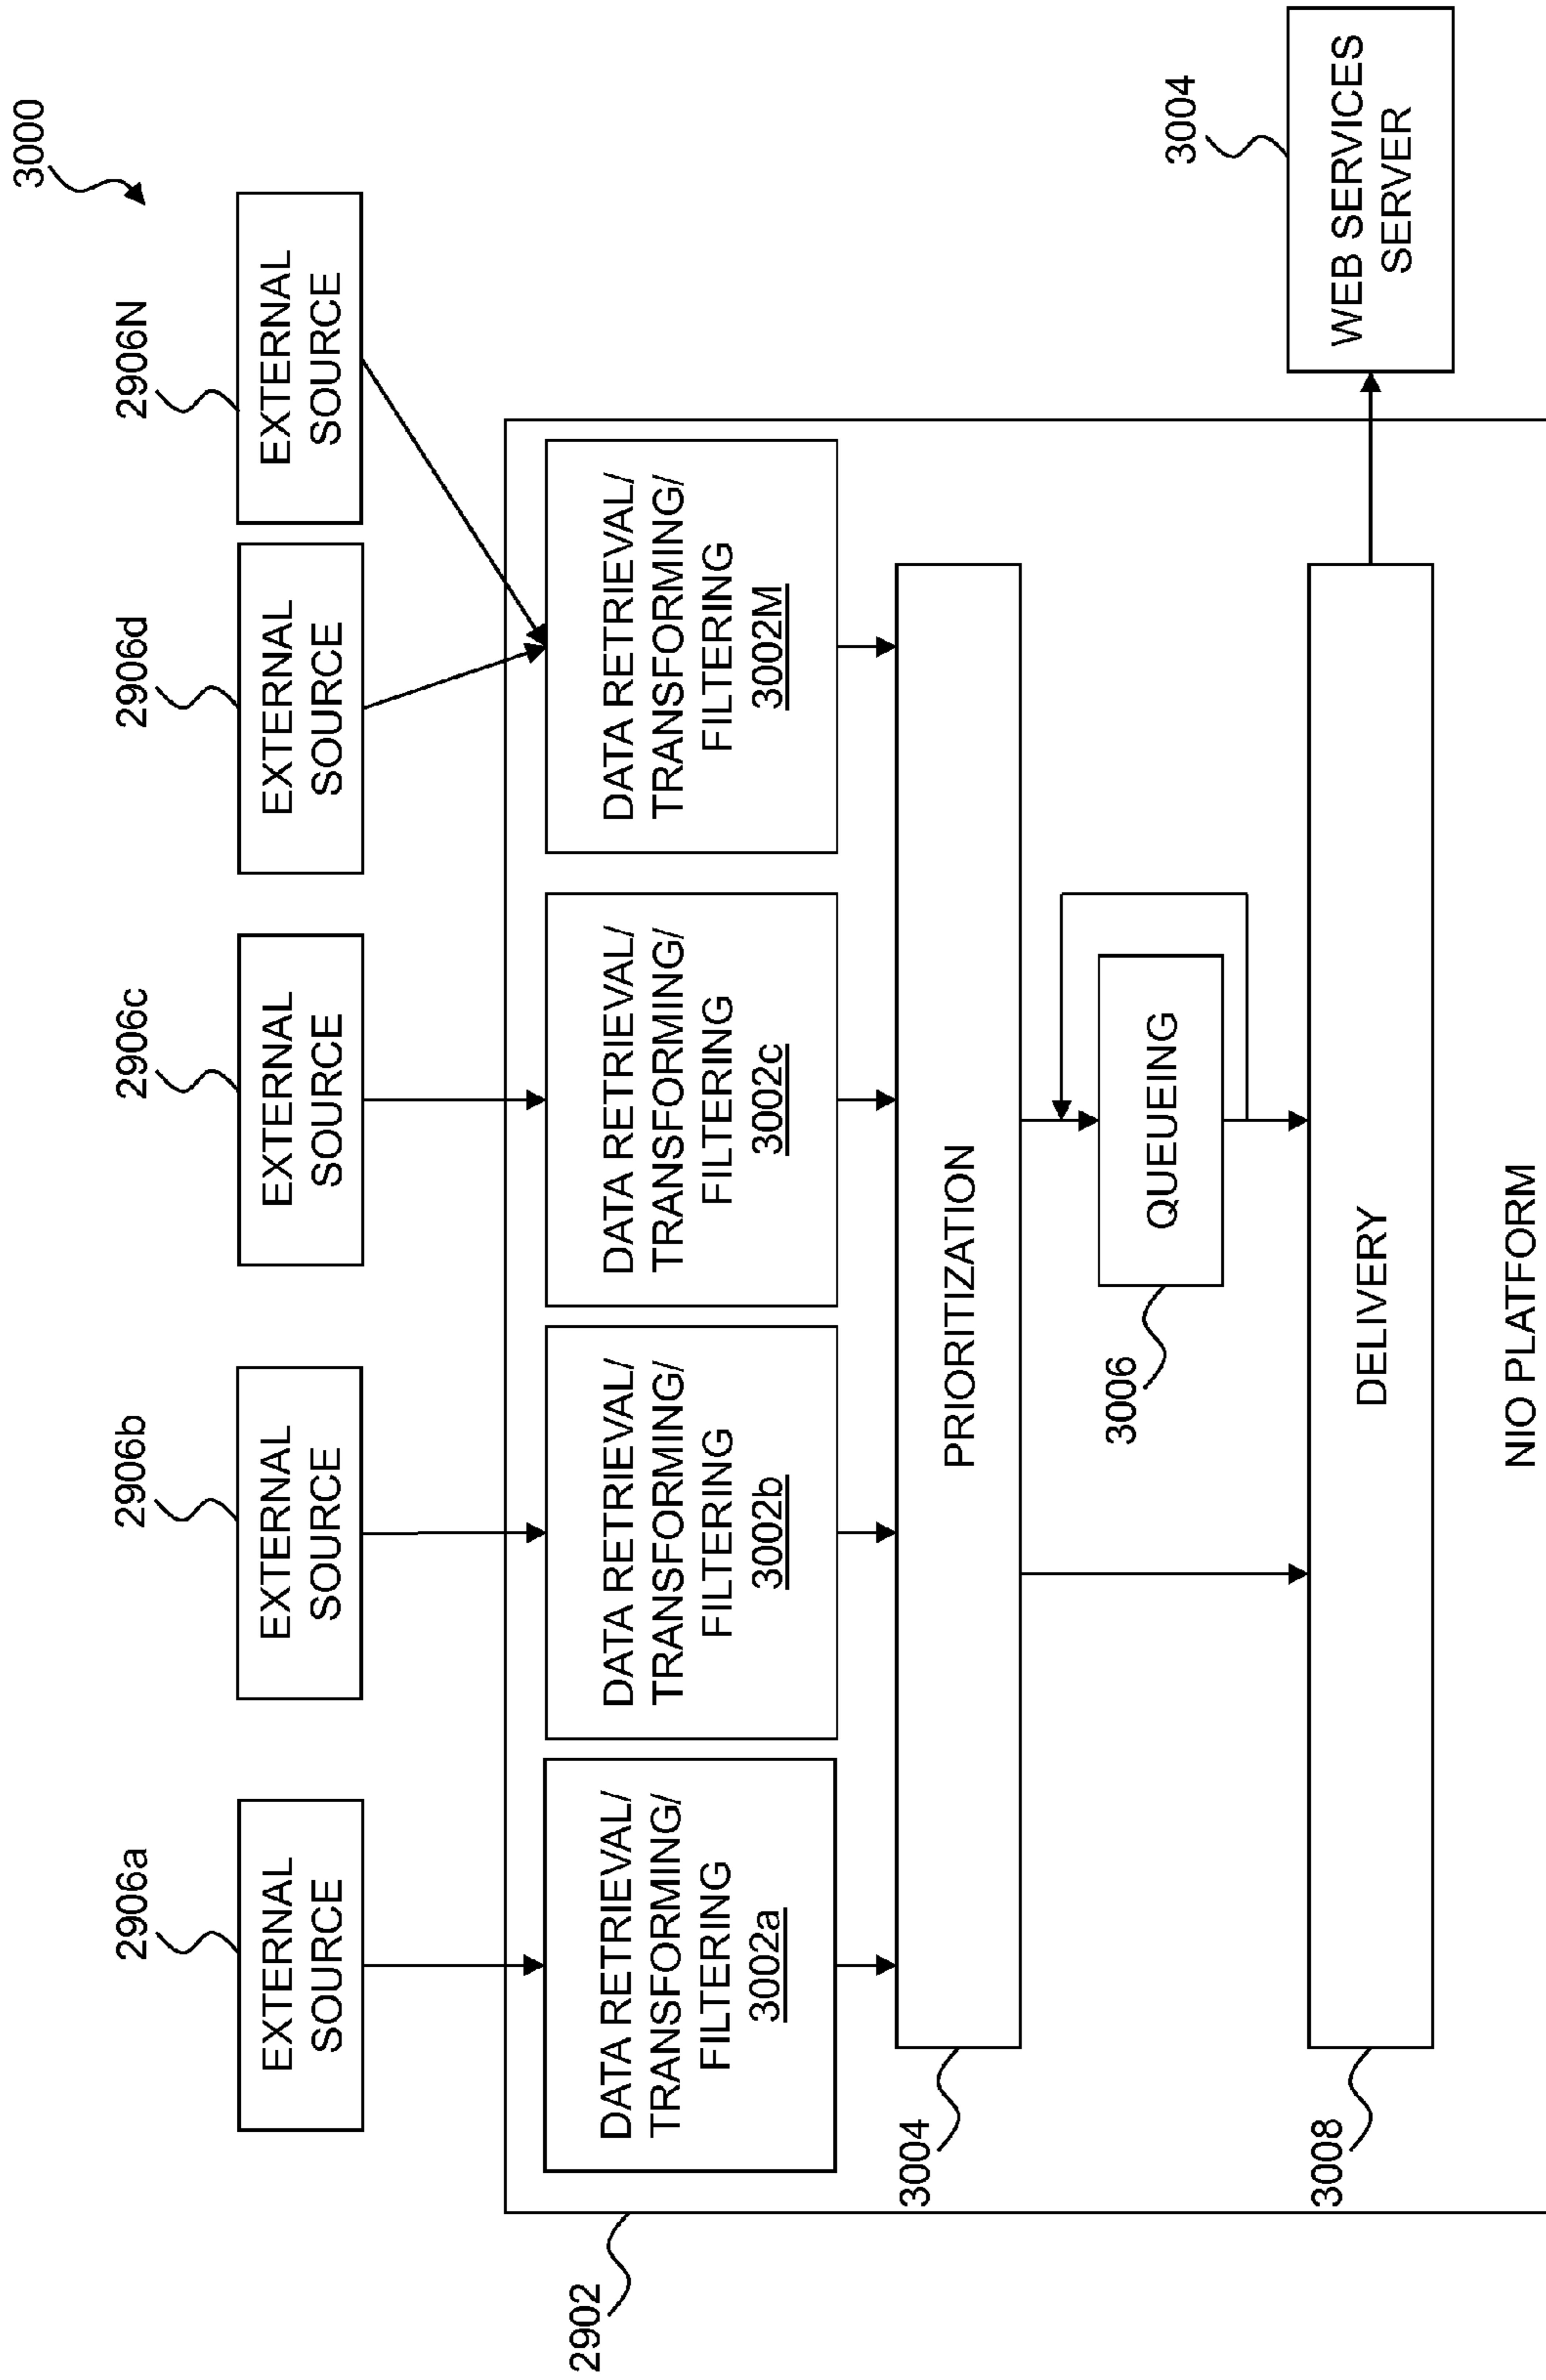 3000
2906a
2906b
2906c
2906d
2906N
EXTERNAL
SOURCE
EXTERNAL
SOURCE
EXTERNAL
SOURCE
EXTERNAL
SOURCE
EXTERNAL
SOURCE
2902
DATA RETRIEVAL/
TRANSFORMING/
FILTERING
3002a
DATA RETRIEVAL/
TRANSFORMING/
FILTERING
3002b
DATA RETRIEVAL/
TRANSFORMING/
FILTERING
3002c
DATA RETRIEVAL/
TRANSFORMING/
FILTERING
3002M
3004
PRIORITIZATION
3006
QUEUEING
3004
3008
DELIVERY
WEB SERVICES
SERVER
NIO PLATFORM